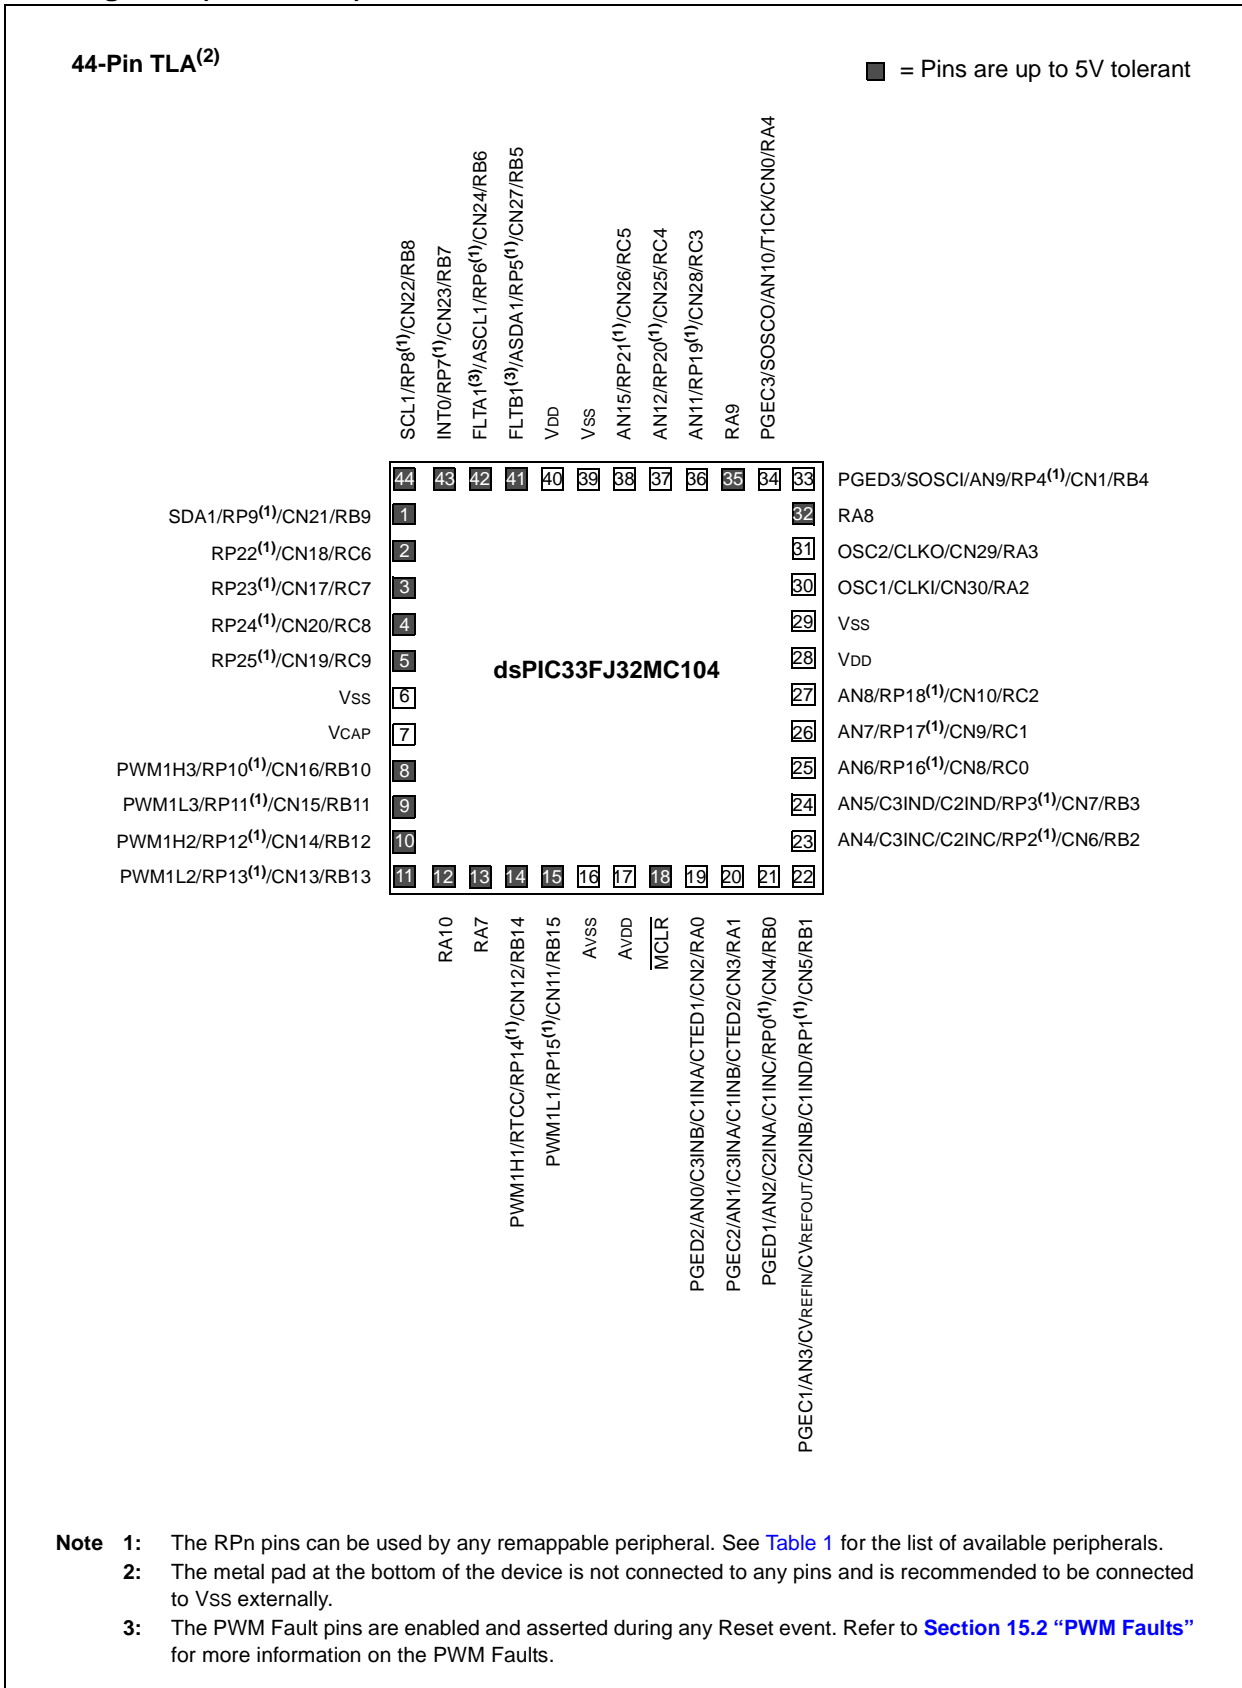 44-Pin TLA(2)
= Pins are up to 5V tolerant
SCL1/RP8(1)/CN22/RB8
INT0/RP7(1)/CN23/RB7
FLTA1(3)/ASCL1/RP6(1)/CN24/RB6
FLTB1(3)/ASDA1/RP5(1)/CN27/RB5
VDD
VSS
AN15/RP21(1)/CN26/RC5
AN12/RP20(1)/CN25/RC4
AN11/RP19(1)/CN28/RC3
RA9
PGEC3/SOSCO/AN10/T1CK/CN0/RA4
44 43 42 41 40 39 38 37 36 35 34 33 PGED3/SOSCI/AN9/RP4(1)/CN1/RB4
SDA1/RP9(1)/CN21/RB9 1 32 RA8
RP22(1)/CN18/RC6 2 31 OSC2/CLKO/CN29/RA3
RP23(1)/CN17/RC7 3 30 OSC1/CLKI/CN30/RA2
RP24(1)/CN20/RC8 4 29 VSS
RP25(1)/CN19/RC9 5 28 VDD
dsPIC33FJ32MC104
VSS 6 27 AN8/RP18(1)/CN10/RC2
VCAP 7 26 AN7/RP17(1)/CN9/RC1
PWM1H3/RP10(1)/CN16/RB10 8 25 AN6/RP16(1)/CN8/RC0
PWM1L3/RP11(1)/CN15/RB11 9 24 AN5/C3IND/C2IND/RP3(1)/CN7/RB3
PWM1H2/RP12(1)/CN14/RB12 10 23 AN4/C3INC/C2INC/RP2(1)/CN6/RB2
PWM1L2/RP13(1)/CN13/RB13 11 12 13 14 15 16 17 18 19 20 21 22
RA10
RA7
PWM1H1/RTCC/RP14(1)/CN12/RB14
PWM1L1/RP15(1)/CN11/RB15
AVSS
AVDD
MCLR
PGED2/AN0/C3INB/C1INA/CTED1/CN2/RA0
PGEC2/AN1/C3INA/C1INB/CTED2/CN3/RA1
PGED1/AN2/C2INA/C1INC/RP0(1)/CN4/RB0
PGEC1/AN3/CVREFIN/CVREFOUT/C2INB/C1IND/RP1(1)/CN5/RB1
Note 1: The RPn pins can be used by any remappable peripheral. See Table 1 for the list of available peripherals.
2: The metal pad at the bottom of the device is not connected to any pins and is recommended to be connected
to VSS externally.
3: The PWM Fault pins are enabled and asserted during any Reset event. Refer to Section 15.2 “PWM Faults”
for more information on the PWM Faults.